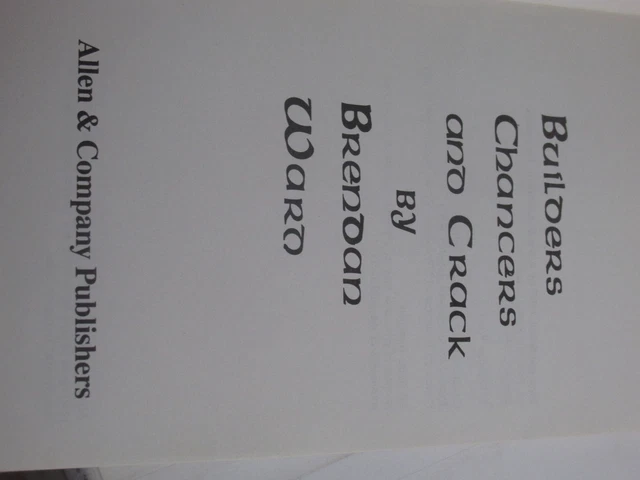 Builders
Chancers
and Crack
by
Brendan
Ward
Allen & Company Publishers